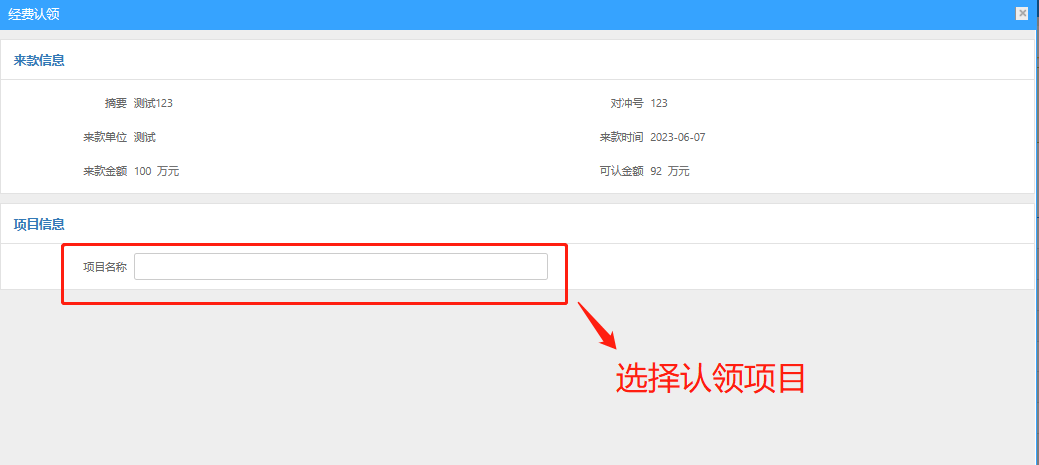 经费认领
来款信息
摘要 测试123 对冲号 123
来款单位 测试 来款时间 2023-06-07
来款金额 100 万元 可认金额 92 万元
项目信息
项目名称
选择认领项目